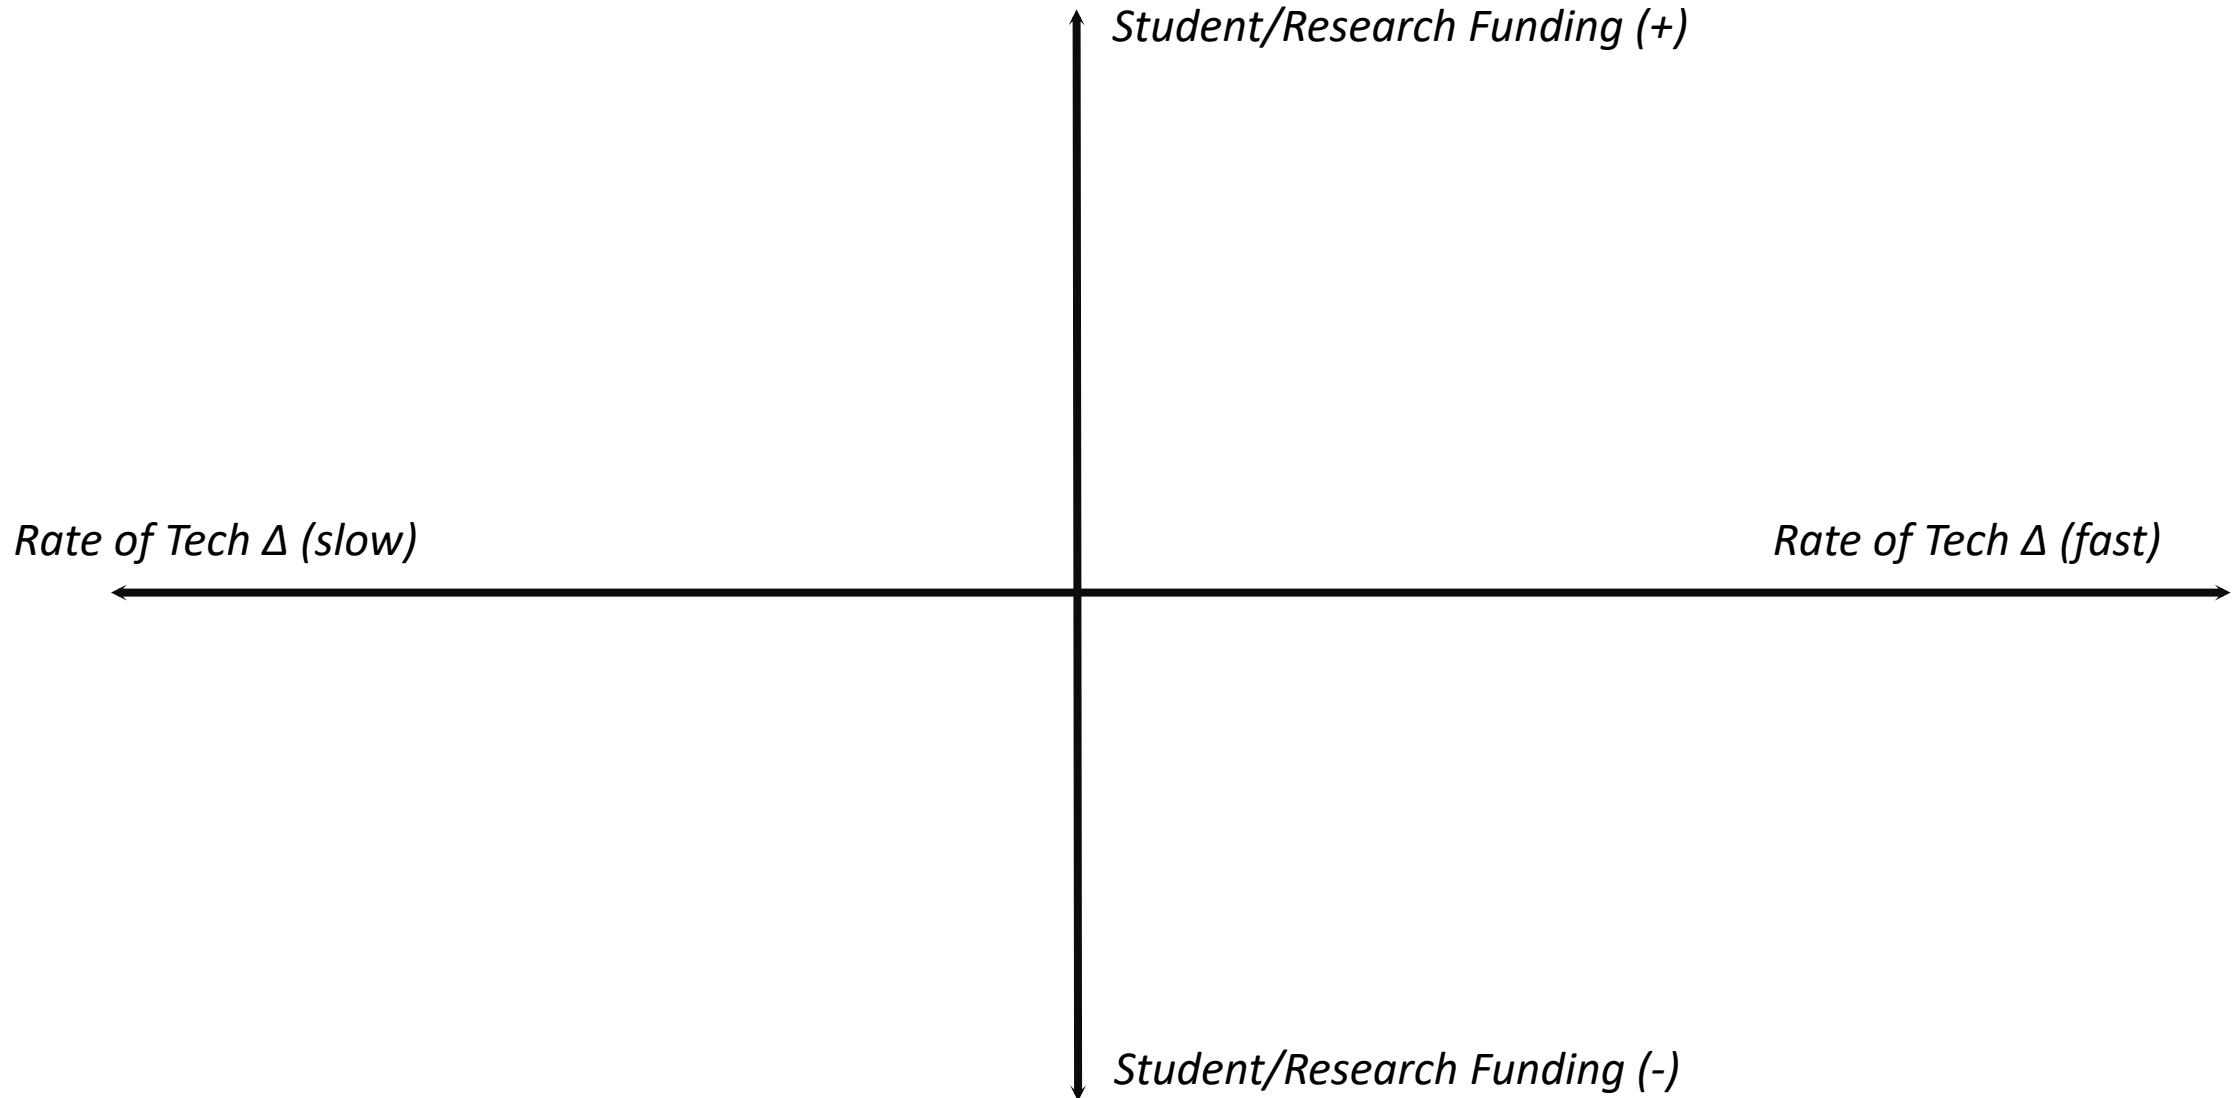 Student/Research Funding (+)
Rate of Tech Δ (slow)
Rate of Tech Δ (fast)
Student/Research Funding (-)